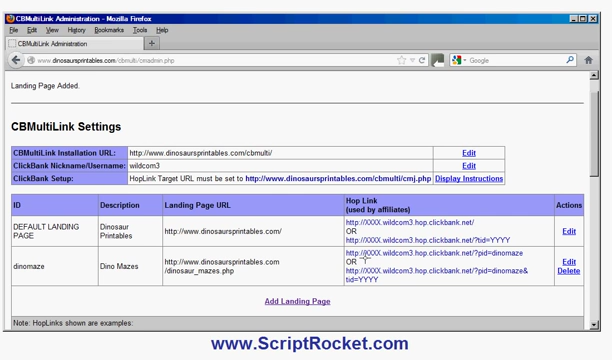 CBMultiLink Administration - Mozilla Firefox
File Edit View History Bookmarks Tools Help
CBMultiLink Administration
www.dinosaursprintables.com/cbmulti/cmadmin.php
Google
Landing Page Added.
CBMultiLink Settings
CBMultiLink Installation URL: http://www.dinosaursprintables.com/cbmulti/ Edit
ClickBank Nickname/Username: wildcom3 Edit
ClickBank Setup: HopLink Target URL must be set to http://www.dinosaursprintables.com/cbmulti/cmj.php Display Instructions
ID Description Landing Page URL Hop Link
(used by affiliates) Actions
DEFAULT LANDING
PAGE
Dinosaur
Printables
http://www.dinosaursprintables.com/
http://XXXX.wildcom3.hop.clickbank.net/
OR
http://XXXX.wildcom3.hop.clickbank.net/?tid=YYYY
Edit
dinomaze
Dino Mazes
http://www.dinosaursprintables.com
/dinosaur_mazes.php
http://XXXX.wildcom3.hop.clickbank.net/?pid=dinomaze
OR
http://XXXX.wildcom3.hop.clickbank.net/?pid=dinomaze&
tid=YYYY
Edit
Delete
Add Landing Page
Note: HopLinks shown are examples:
www.ScriptRocket.com